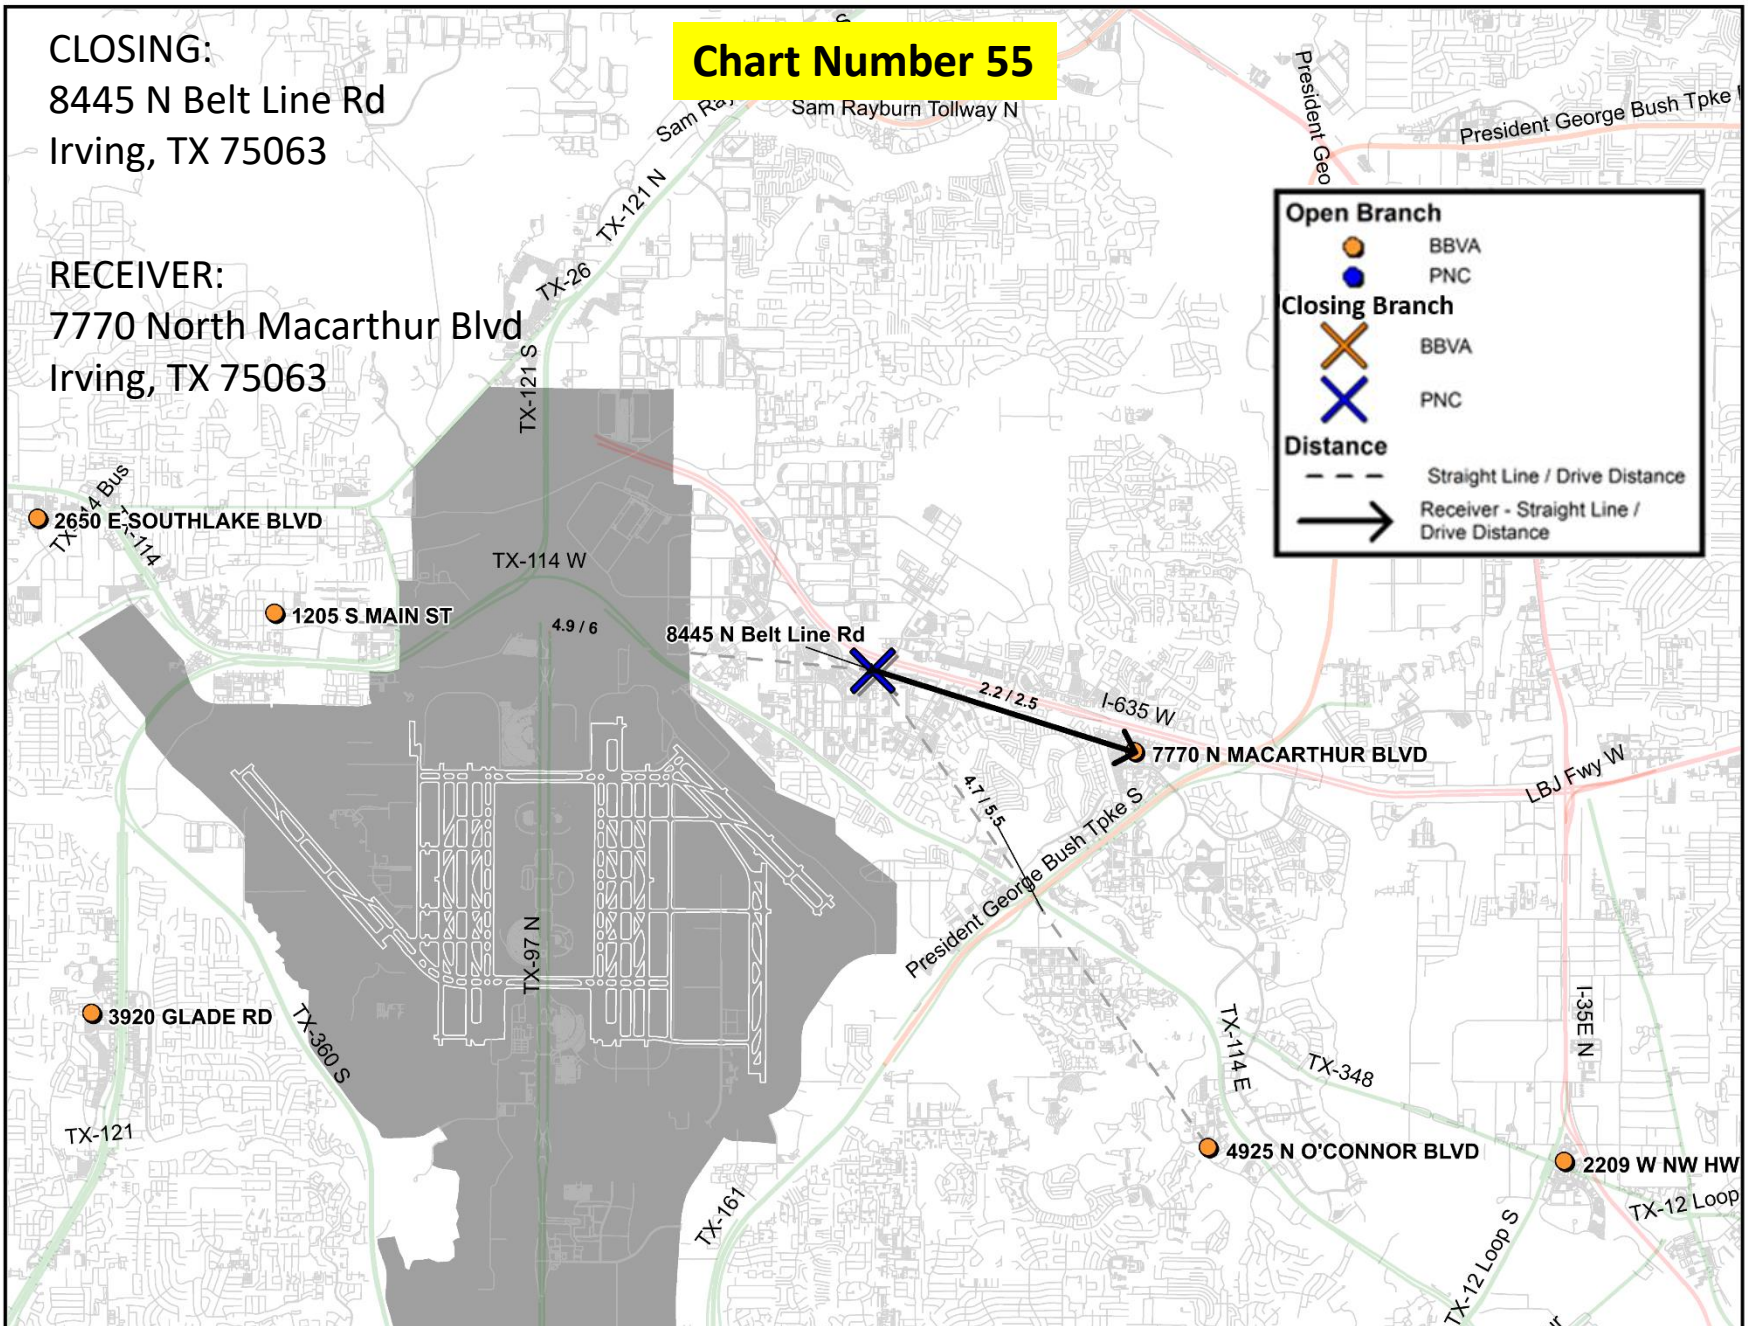 CLOSING:
8445 N Belt Line Rd
Irving, TX 75063
RECEIVER:
7770 North Macarthur Blvd
Irving, TX 75063
Chart Number 55
Sam Rayburn Tollway N
President George Bush Tpke
President Geo
TX-121 N
TX-26
TX-121 S
Open Branch
BBVA
PNC
Closing Branch
BBVA
PNC
Distance
Straight Line / Drive Distance
Receiver - Straight Line /
Drive Distance
TX-114
2650 E SOUTHLAKE BLVD
TX-114 W
1205 S MAIN ST
4.9 / 6
8445 N Belt Line Rd
2.2 / 2.5
I-635 W
7770 N MACARTHUR BLVD
LBJ Fwy W
4.7 / 5.5
President George Bush Tpke S
TX-97 N
3920 GLADE RD
TX-360 S
I-35E N
TX-114 E
TX-348
TX-121
4925 N O'CONNOR BLVD
2209 W NW HW
TX-161
TX-12 Loop
TX-12 Loop S